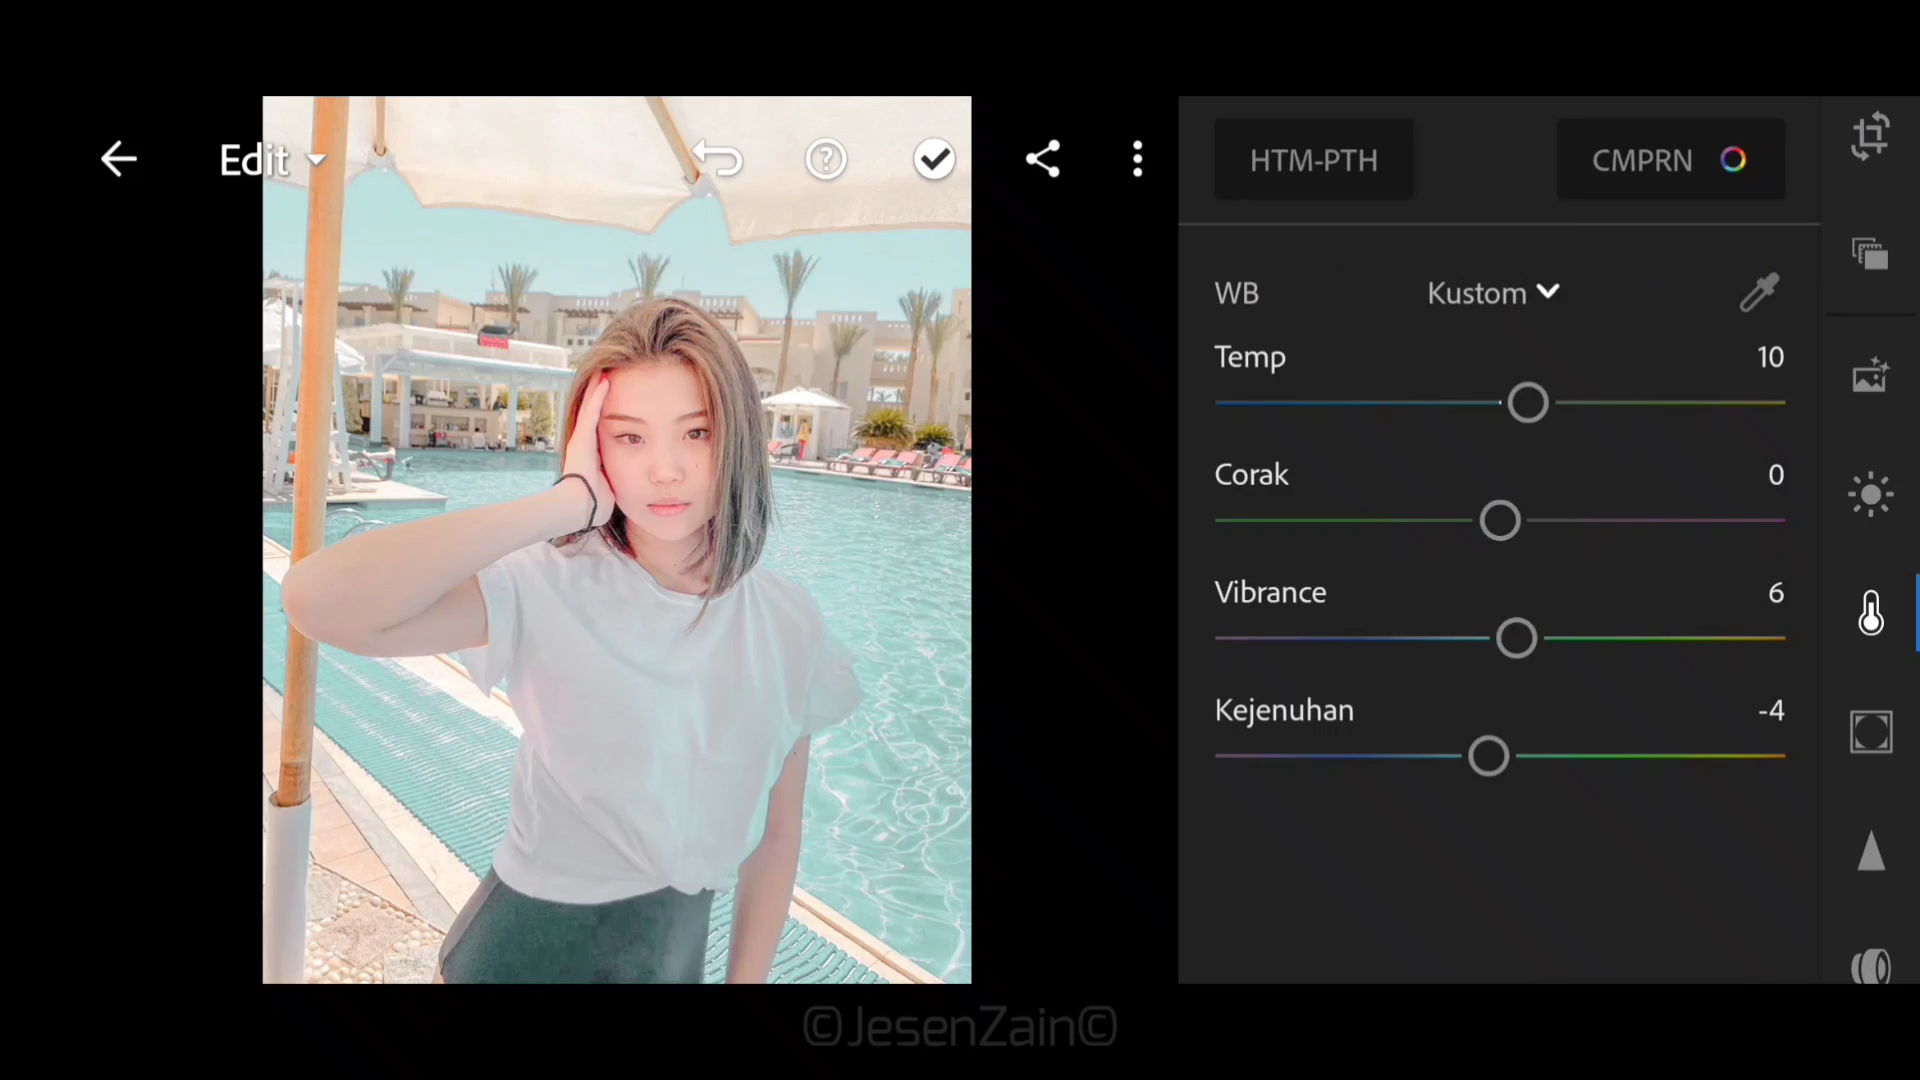 Edit
HTM-PTH
CMPRN
WB
Kustom
Temp
10
Corak
0
Vibrance
6
Kejenuhan
-4
©JesenZain©